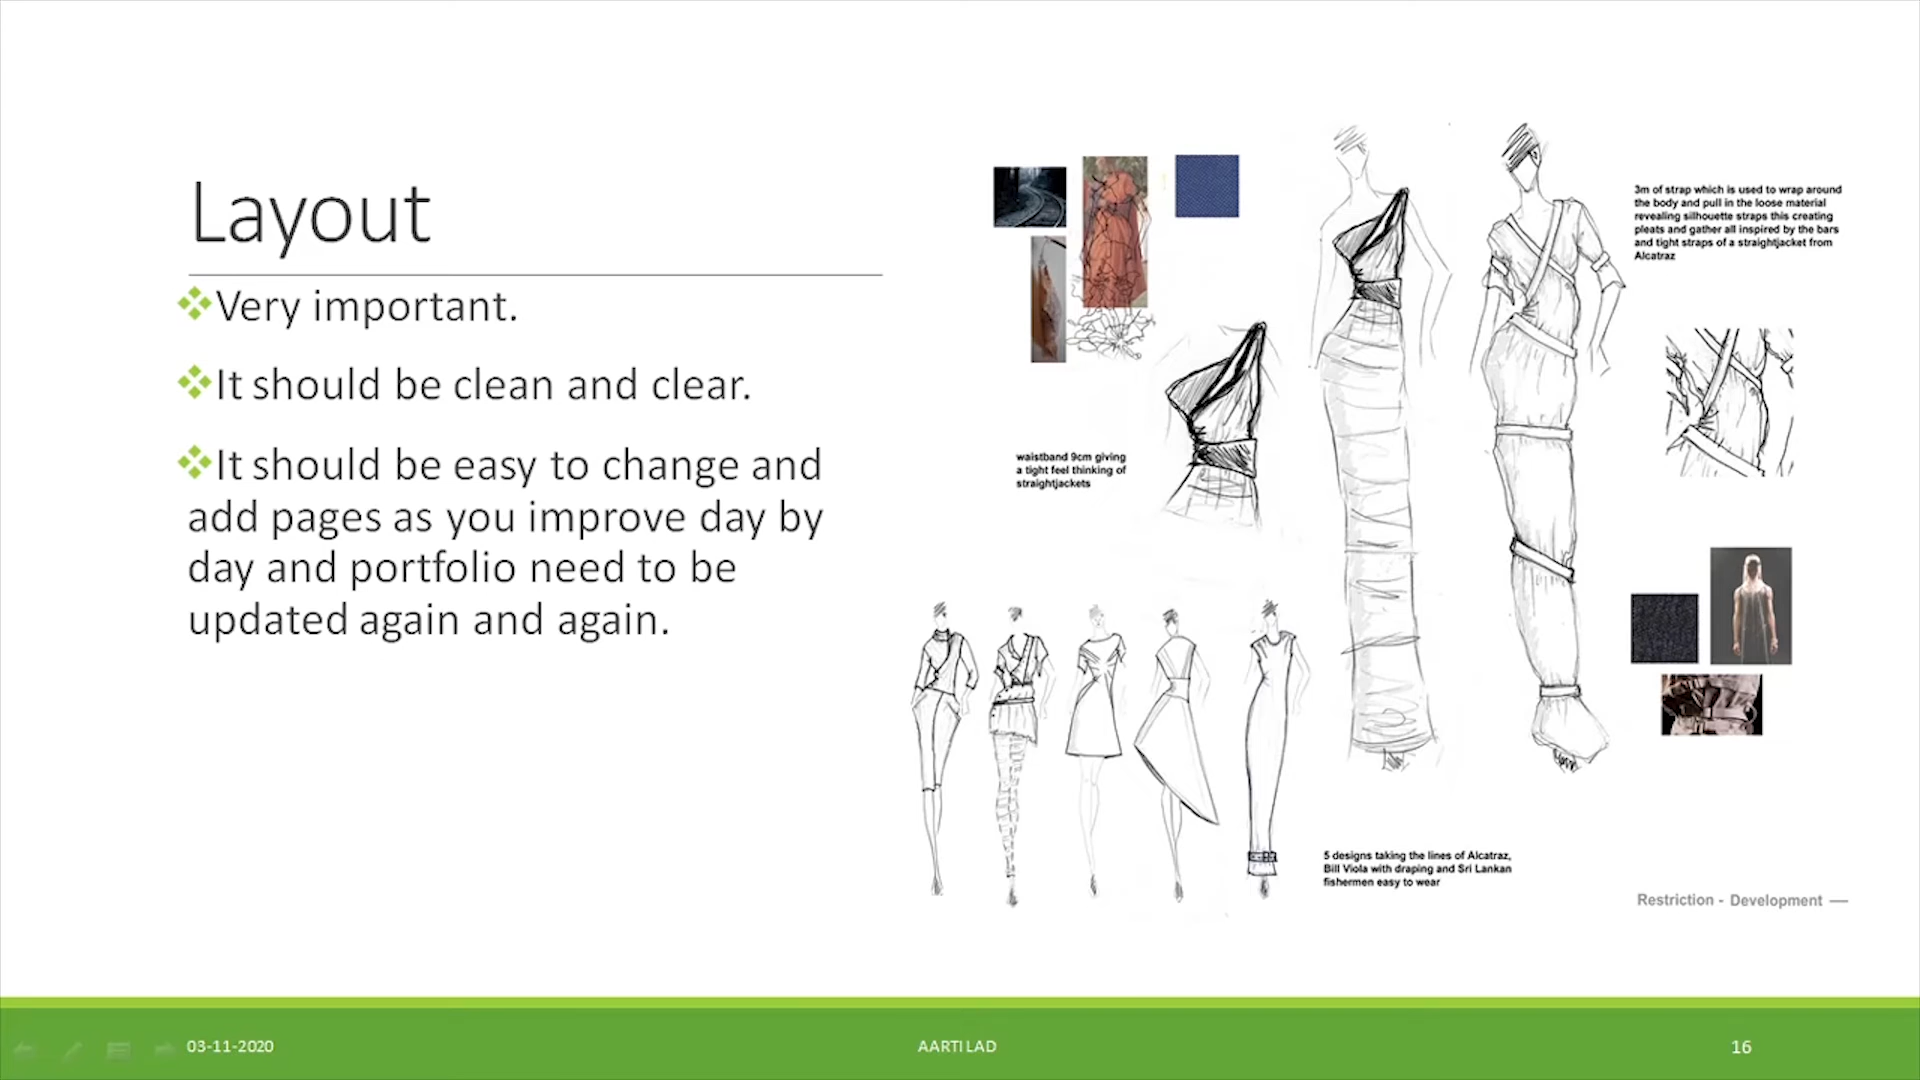 Layout
Very important.
It should be clean and clear.
It should be easy to change and
add pages as you improve day by
day and portfolio need to be
updated again and again.
3m of strap which is used to wrap around
the body and pull in the loose material
revealing silhouette straps this creating
pleats and gather all inspired by the bars
and tight straps of a straightjacket from
Alcatraz
waistband 9cm giving
a tight feel thinking of
straightjackets
5 designs taking the lines of Alcatraz,
Bill Viola with draping and Sri Lankan
fishermen easy to wear
Restriction - Development —
03-11-2020
AARTI LAD
16